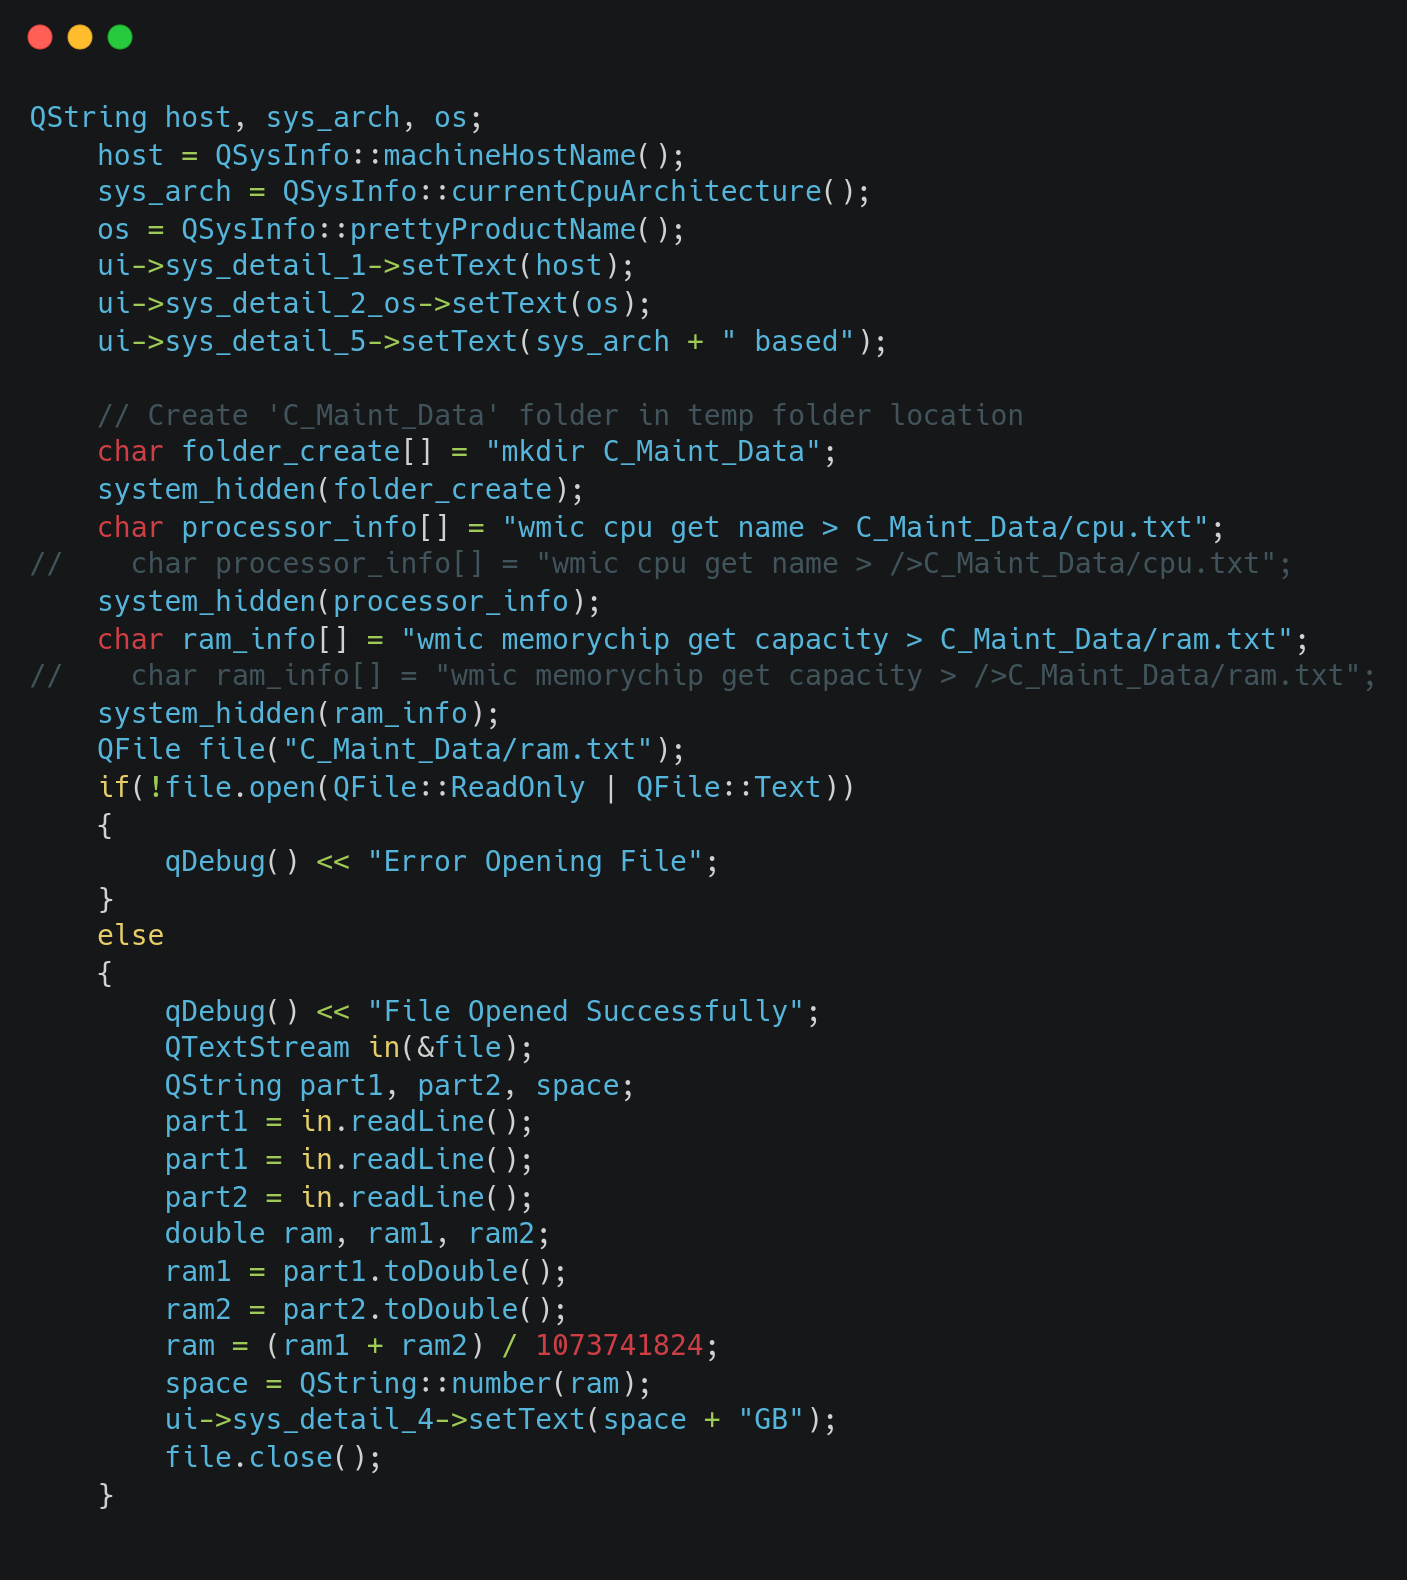 QString host, sys_arch, os;
    host = QSysInfo::machineHostName();
    sys_arch = QSysInfo::currentCpuArchitecture();
    os = QSysInfo::prettyProductName();
    ui->sys_detail_1->setText(host);
    ui->sys_detail_2_os->setText(os);
    ui->sys_detail_5->setText(sys_arch + " based");

    // Create 'C_Maint_Data' folder in temp folder location
    char folder_create[] = "mkdir C_Maint_Data";
    system_hidden(folder_create);
    char processor_info[] = "wmic cpu get name > C_Maint_Data/cpu.txt";
//    char processor_info[] = "wmic cpu get name > />C_Maint_Data/cpu.txt";
    system_hidden(processor_info);
    char ram_info[] = "wmic memorychip get capacity > C_Maint_Data/ram.txt";
//    char ram_info[] = "wmic memorychip get capacity > />C_Maint_Data/ram.txt";
    system_hidden(ram_info);
    QFile file("C_Maint_Data/ram.txt");
    if(!file.open(QFile::ReadOnly | QFile::Text))
    {
        qDebug() << "Error Opening File";
    }
    else
    {
        qDebug() << "File Opened Successfully";
        QTextStream in(&file);
        QString part1, part2, space;
        part1 = in.readLine();
        part1 = in.readLine();
        part2 = in.readLine();
        double ram, ram1, ram2;
        ram1 = part1.toDouble();
        ram2 = part2.toDouble();
        ram = (ram1 + ram2) / 1073741824;
        space = QString::number(ram);
        ui->sys_detail_4->setText(space + "GB");
        file.close();
    }